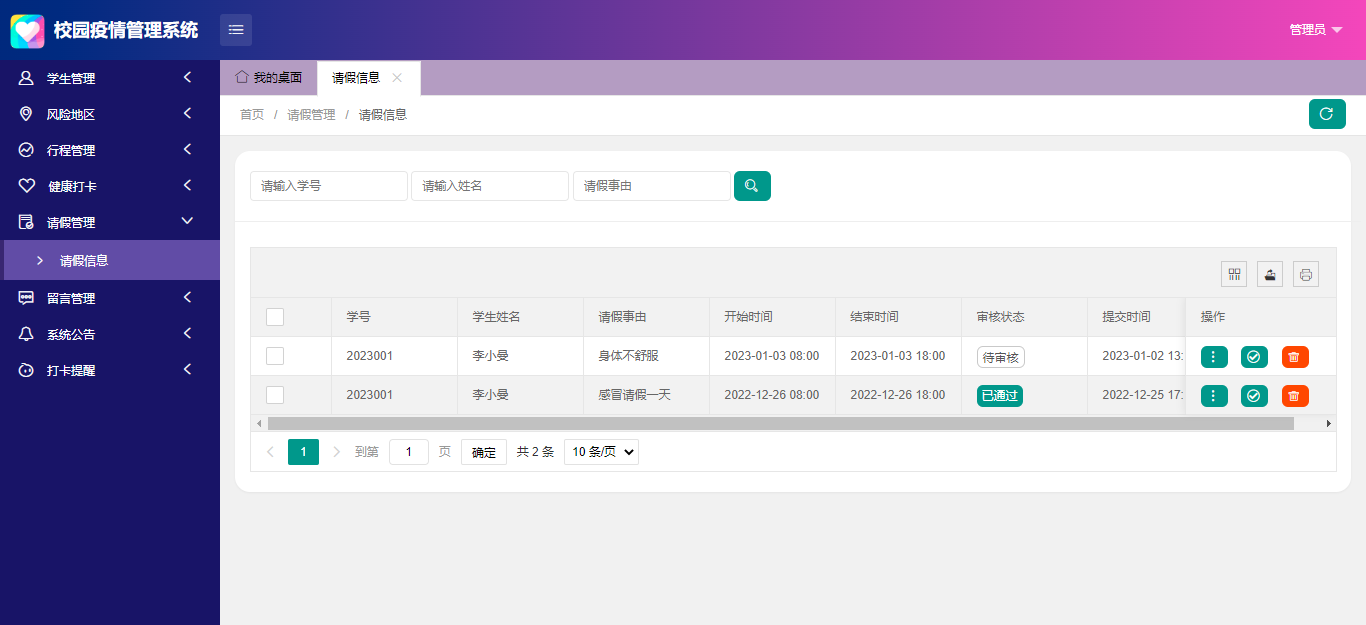 校园疫情管理系统
管理员
学生管理
风险地区
行程管理
健康打卡
请假管理
请假信息
留言管理
系统公告
打卡提醒
我的桌面 请假信息
首页 / 请假管理 / 请假信息
请输入学号 请输入姓名 请假事由
学号 学生姓名 请假事由 开始时间 结束时间 审核状态 提交时间 操作
2023001 李小曼 身体不舒服 2023-01-03 08:00 2023-01-03 18:00 待审核 2023-01-02 13:
2023001 李小曼 感冒请假一天 2022-12-26 08:00 2022-12-26 18:00 已通过 2022-12-25 17:
1 到第 1 页 确定 共 2 条 10 条/页